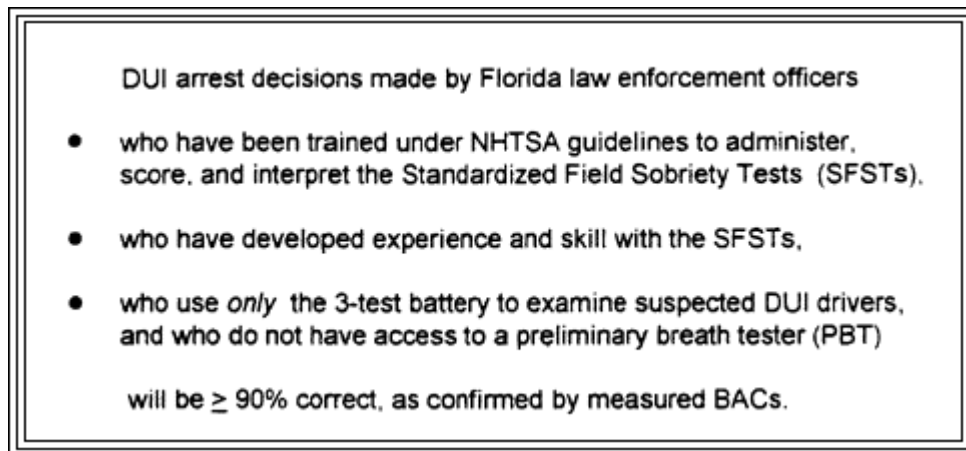 DUI arrest decisions made by Florida law enforcement officers
● who have been trained under NHTSA guidelines to administer,
score, and interpret the Standardized Field Sobriety Tests (SFSTs),
● who have developed experience and skill with the SFSTs,
● who use only the 3-test battery to examine suspected DUI drivers,
and who do not have access to a preliminary breath tester (PBT)
will be ≥ 90% correct, as confirmed by measured BACs.